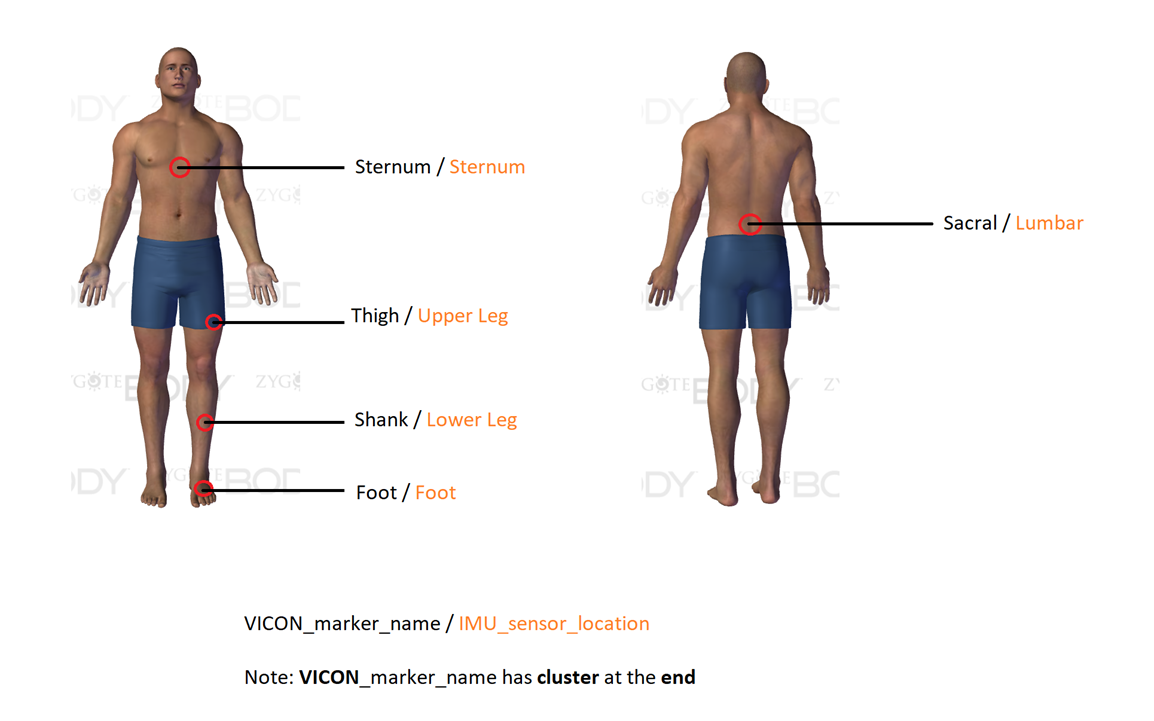 Sternum / Sternum
Sacral / Lumbar
Thigh / Upper Leg
Shank / Lower Leg
Foot / Foot
VICON_marker_name / IMU_sensor_location
Note: VICON_marker_name has cluster at the end